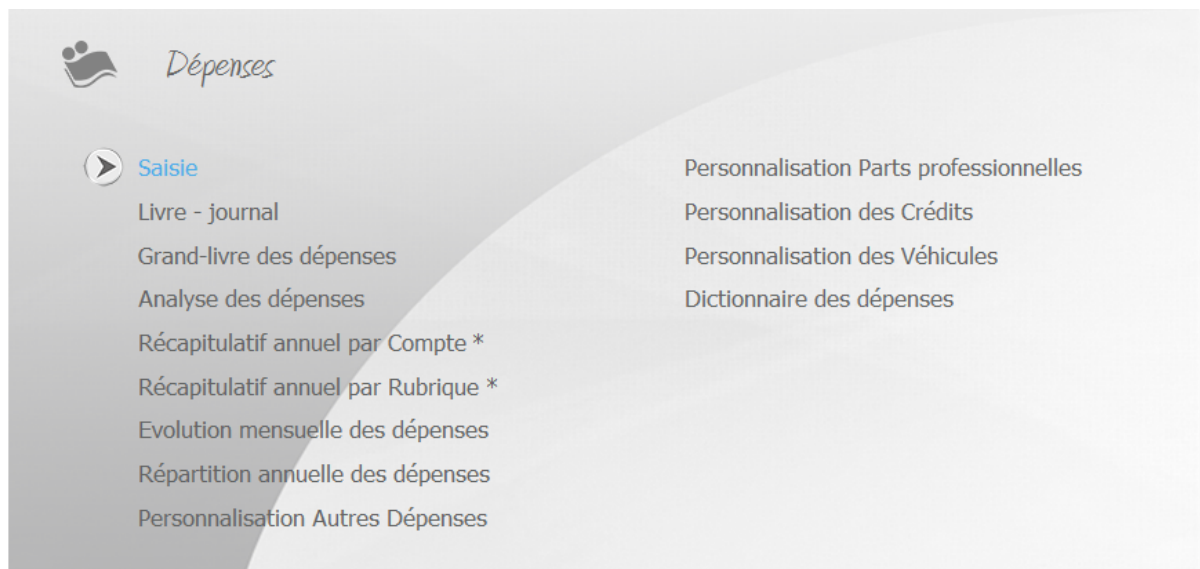 Dépenses
Saisie
Livre - journal
Grand-livre des dépenses
Analyse des dépenses
Récapitulatif annuel par Compte *
Récapitulatif annuel par Rubrique *
Evolution mensuelle des dépenses
Répartition annuelle des dépenses
Personnalisation Autres Dépenses
Personnalisation Parts professionnelles
Personnalisation des Crédits
Personnalisation des Véhicules
Dictionnaire des dépenses